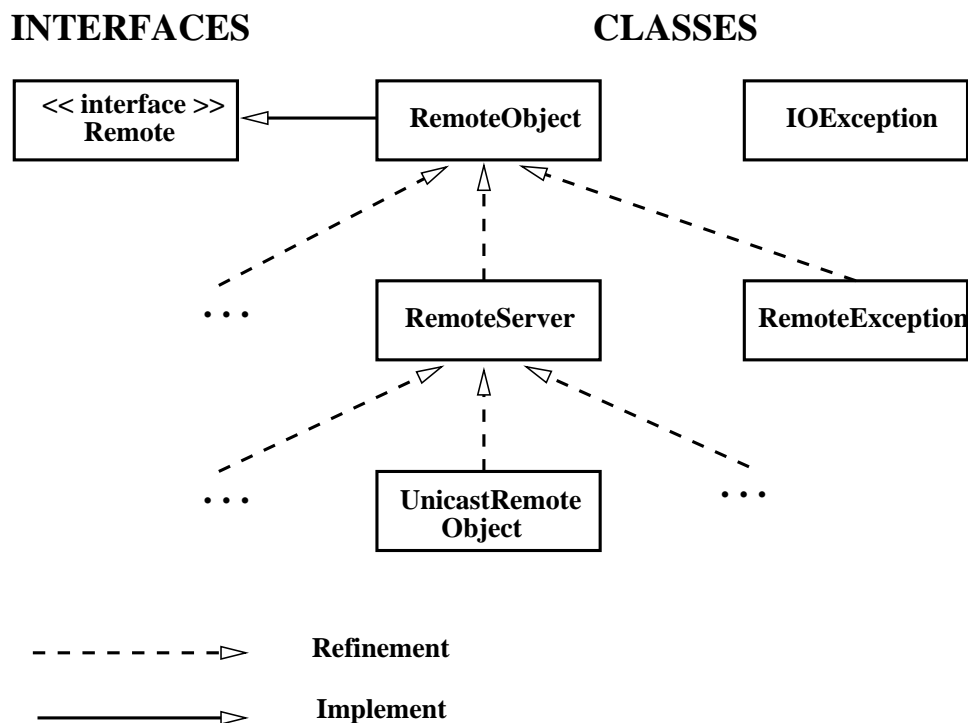 INTERFACES
CLASSES
<< interface >>
Remote
RemoteObject
IOException
. . .
RemoteServer
RemoteException
. . .
UnicastRemote
Object
. . .
Refinement
Implement